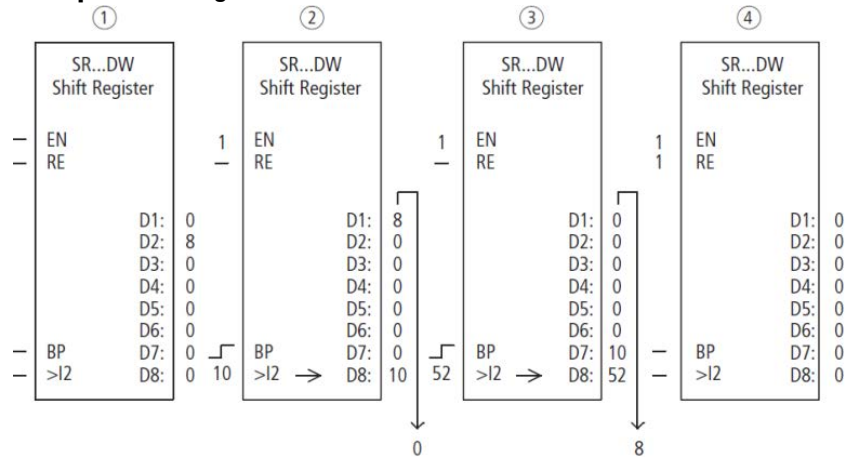 ① ② ③ ④
SR...DW SR...DW SR...DW SR...DW
Shift Register Shift Register Shift Register Shift Register
– EN 1 EN 1 EN 1 EN
– RE – RE – RE 1 RE
D1: 0 D1: 8 D1: 0 D1: 0
D2: 8 D2: 0 D2: 0 D2: 0
D3: 0 D3: 0 D3: 0 D3: 0
D4: 0 D4: 0 D4: 0 D4: 0
D5: 0 D5: 0 D5: 0 D5: 0
D6: 0 D6: 0 D6: 0 D6: 0
– BP D7: 0 BP D7: 0 BP D7: 10 – BP D7: 0
– >I2 D8: 0 10 >I2 → D8: 10 52 >I2 → D8: 52 – >I2 D8: 0
0 8